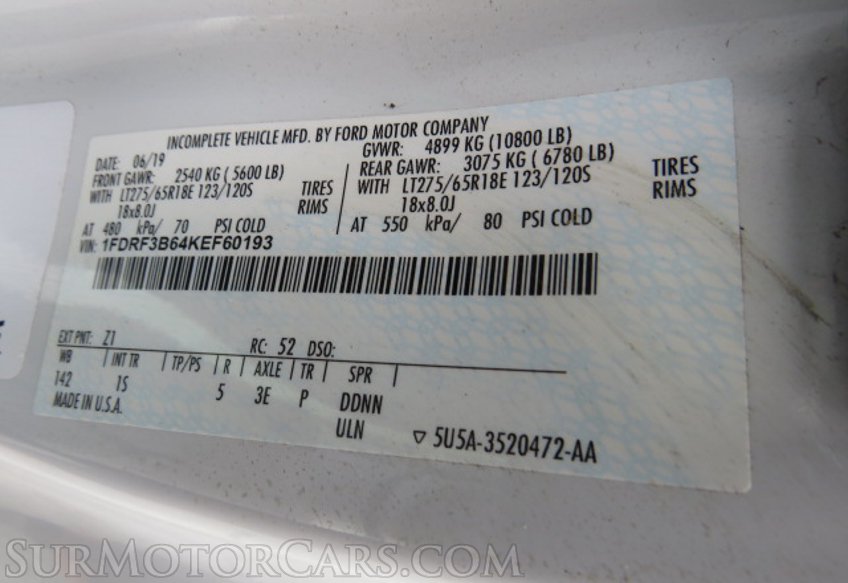 INCOMPLETE VEHICLE MFD. BY FORD MOTOR COMPANY
DATE: 06/19 GVWR: 4899 KG (10800 LB)
FRONT GAWR: 2540 KG ( 5600 LB) REAR GAWR: 3075 KG ( 6780 LB)
WITH LT275/65R18E 123/120S TIRES WITH LT275/65R18E 123/120S TIRES
18x8.0J RIMS 18x8.0J RIMS
AT 480 kPa/ 70 PSI COLD AT 550 kPa/ 80 PSI COLD
VIN: 1FDRF3B64KEF60193
EXT PNT: Z1 RC: 52 DSO:
WB | INT TR | TP/PS | R | AXLE | TR | SPR |
142 1S 5 3E P DDNN
MADE IN U.S.A. ULN ▽ 5U5A-3520472-AA
SurMotorCars.com